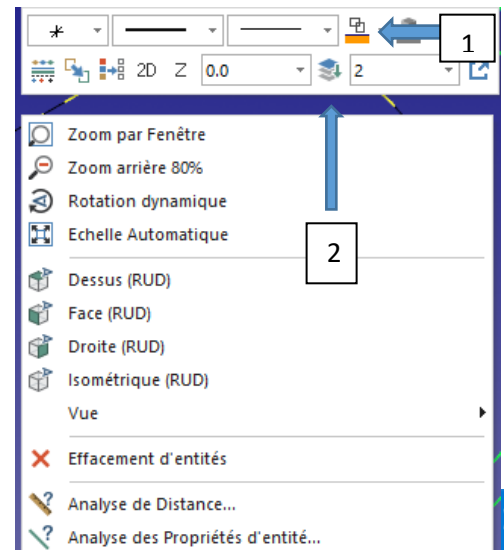 1
2D Z 0.0 2
2
Zoom par Fenêtre
Zoom arrière 80%
Rotation dynamique
Echelle Automatique
Dessus (RUD)
Face (RUD)
Droite (RUD)
Isométrique (RUD)
Vue
Effacement d'entités
Analyse de Distance...
Analyse des Propriétés d'entité...